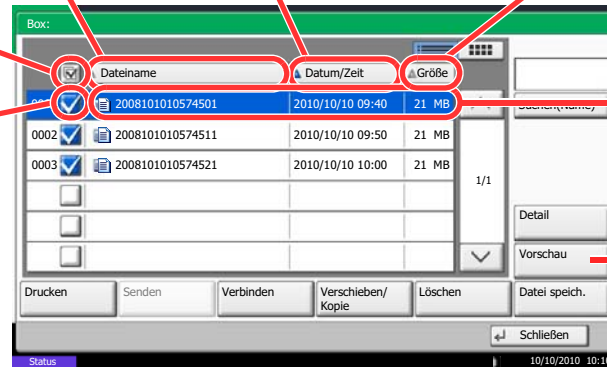 Box:
Dateiname Datum/Zeit Größe
2008101010574501 2010/10/10 09:40 21 MB
Suchen(Name)
0002 2008101010574511 2010/10/10 09:50 21 MB
0003 2008101010574521 2010/10/10 10:00 21 MB
1/1
Detail
Vorschau
Drucken Senden Verbinden Verschieben/ Löschen Datei speich.
Kopie
Schließen
Status 10/10/2010 10:10